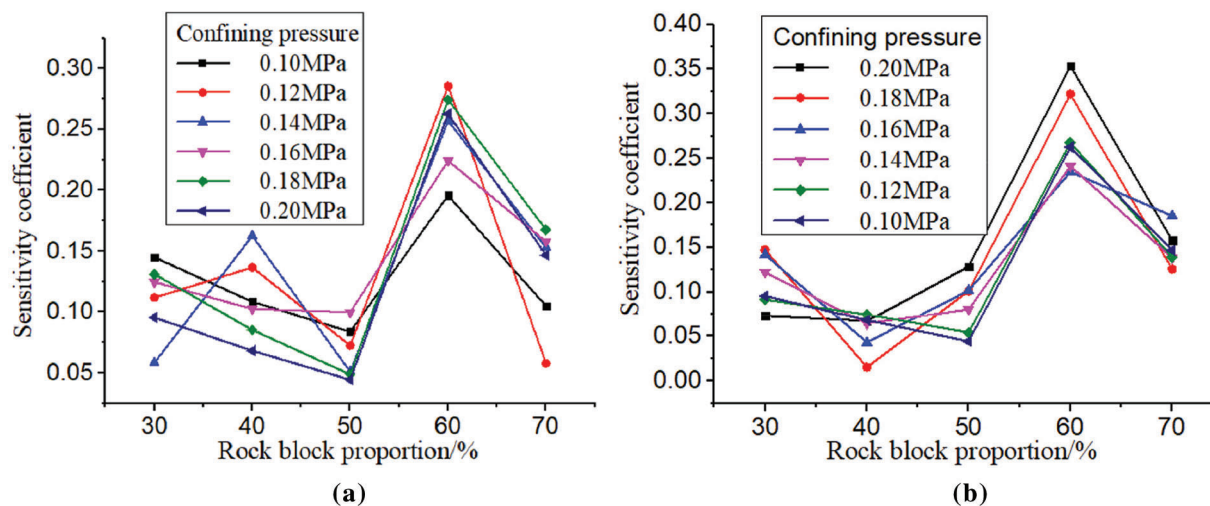 Confining pressure
0.10MPa
0.12MPa
0.14MPa
0.16MPa
0.18MPa
0.20MPa
0.30
0.25
0.20
0.15
0.10
0.05
Sensitivity coefficient
30 40 50 60 70
Rock block proportion/%
(a)
Confining pressure
0.20MPa
0.18MPa
0.16MPa
0.14MPa
0.12MPa
0.10MPa
0.40
0.35
0.30
0.25
0.20
0.15
0.10
0.05
0.00
Sensitivity coefficient
30 40 50 60 70
Rock block proportion/%
(b)